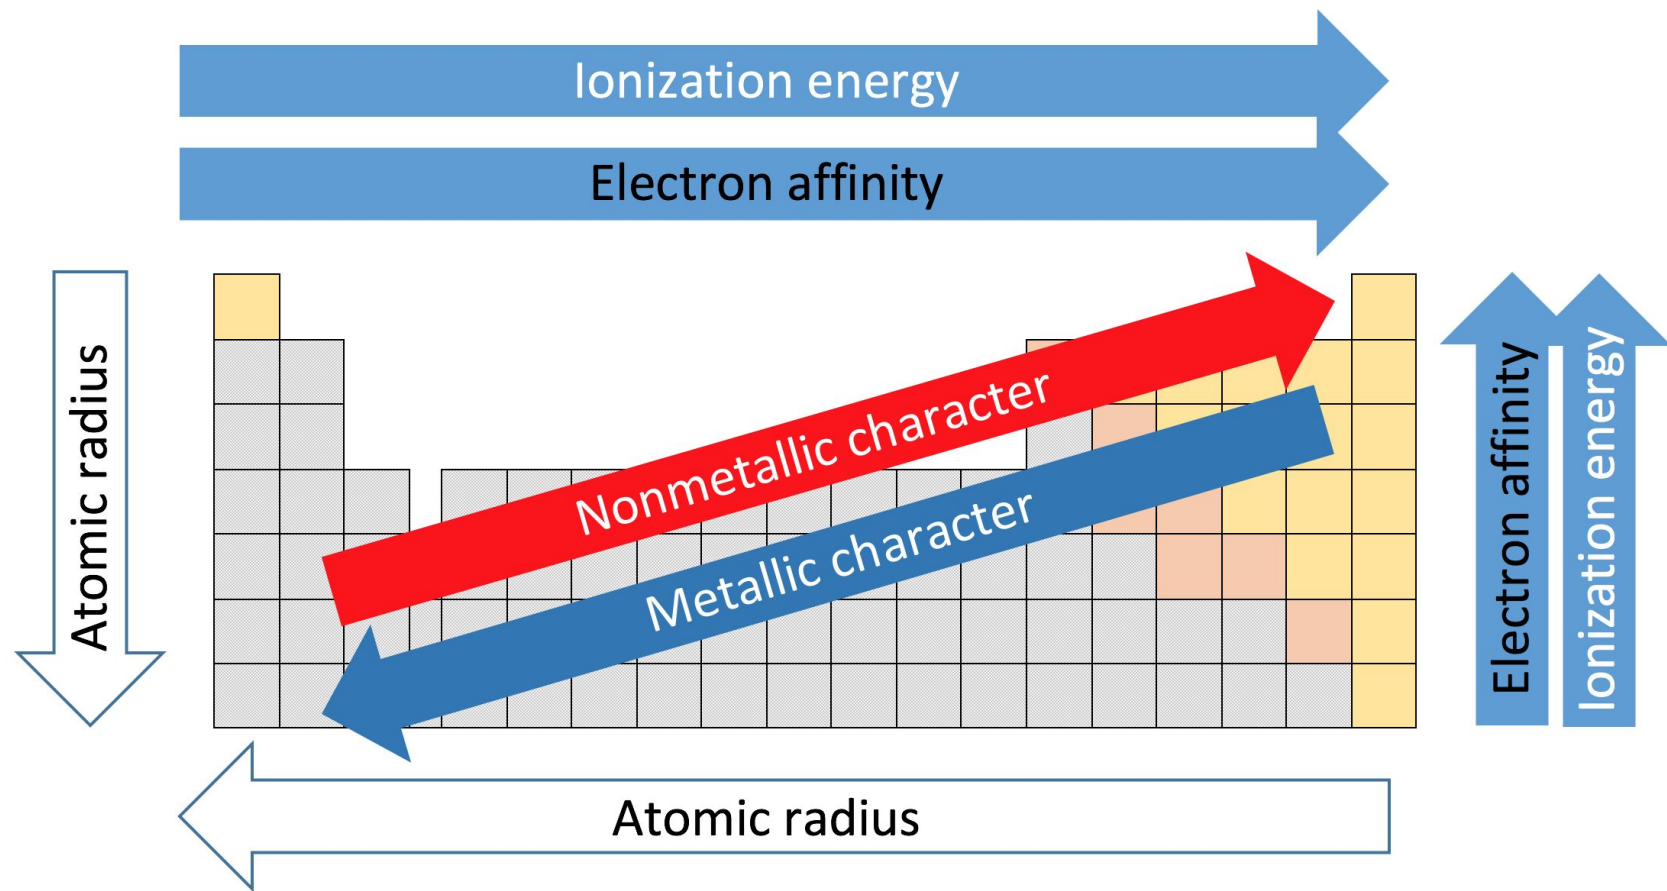 Ionization energy
Electron affinity
Atomic radius
Nonmetallic character
Metallic character
Electron affinity
Ionization energy
Atomic radius